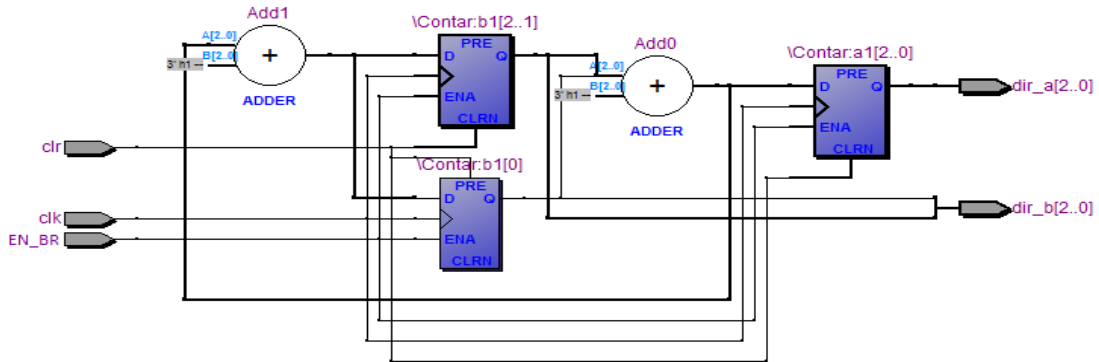 Add1
A[2..0]
B[2..0]
3' h1
+
ADDER
\Contar:b1[2..1]
PRE
D
Q
ENA
CLRN
Add0
A[2..0]
B[2..0]
3' h1
+
ADDER
\Contar:a1[2..0]
PRE
D
Q
ENA
CLRN
dir_a[2..0]
clr
\Contar:b1[0]
PRE
D
Q
ENA
CLRN
clk
EN_BR
dir_b[2..0]